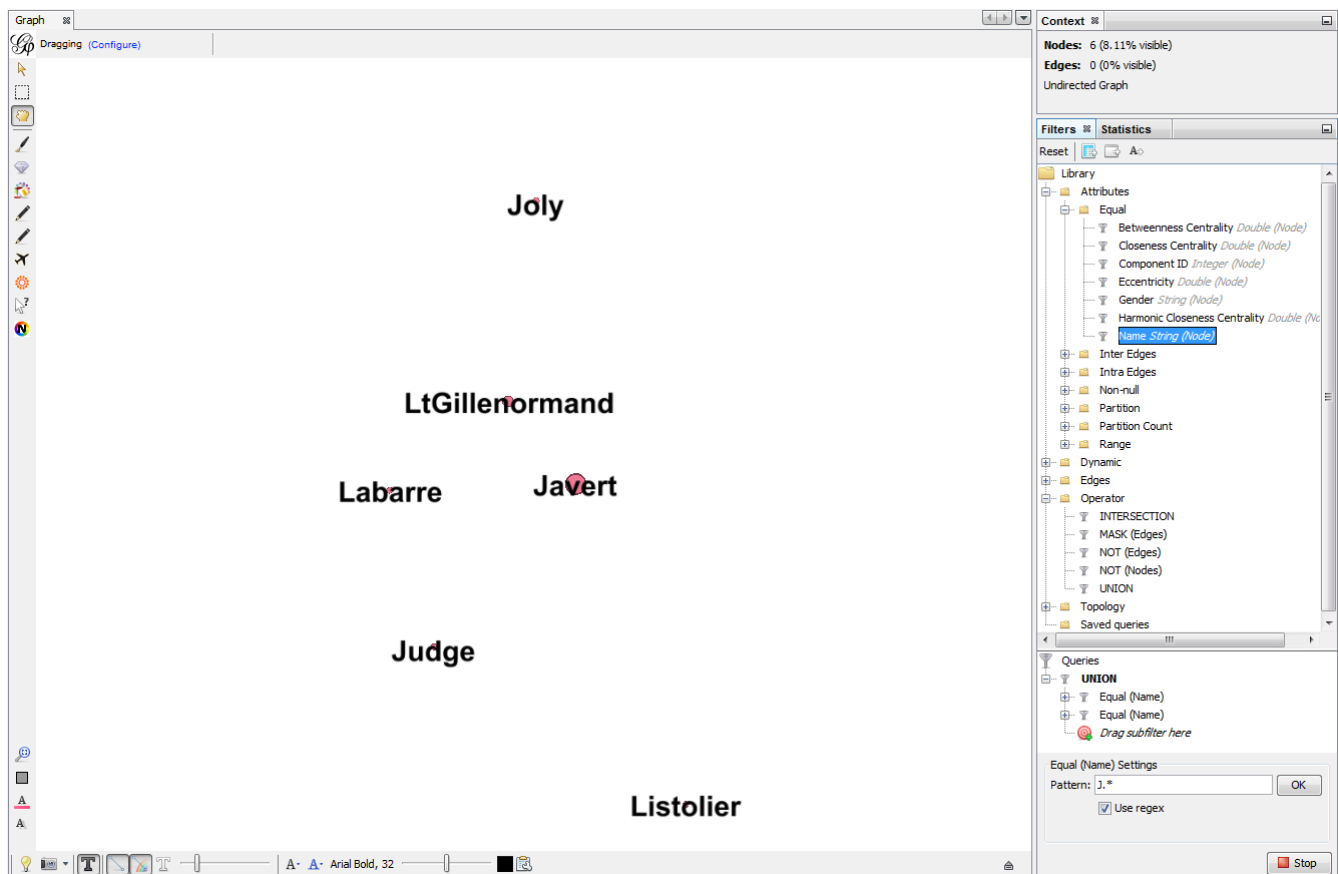 Graph
Dragging (Configure)
Joly
LtGillenormand
Labarre
Javert
Judge
Listolier
A- A- Arial Bold, 32
Context
Nodes: 6 (8.11% visible)
Edges: 0 (0% visible)
Undirected Graph
Filters Statistics
Reset
Library
Attributes
Equal
Betweenness Centrality Double (Node)
Closeness Centrality Double (Node)
Component ID Integer (Node)
Eccentricity Double (Node)
Gender String (Node)
Harmonic Closeness Centrality Double (No
Name String (Node)
Inter Edges
Intra Edges
Non-null
Partition
Partition Count
Range
Dynamic
Edges
Operator
INTERSECTION
MASK (Edges)
NOT (Edges)
NOT (Nodes)
UNION
Topology
Saved queries
Queries
UNION
Equal (Name)
Equal (Name)
Drag subfilter here
Equal (Name) Settings
Pattern: J.* OK
Use regex
Stop